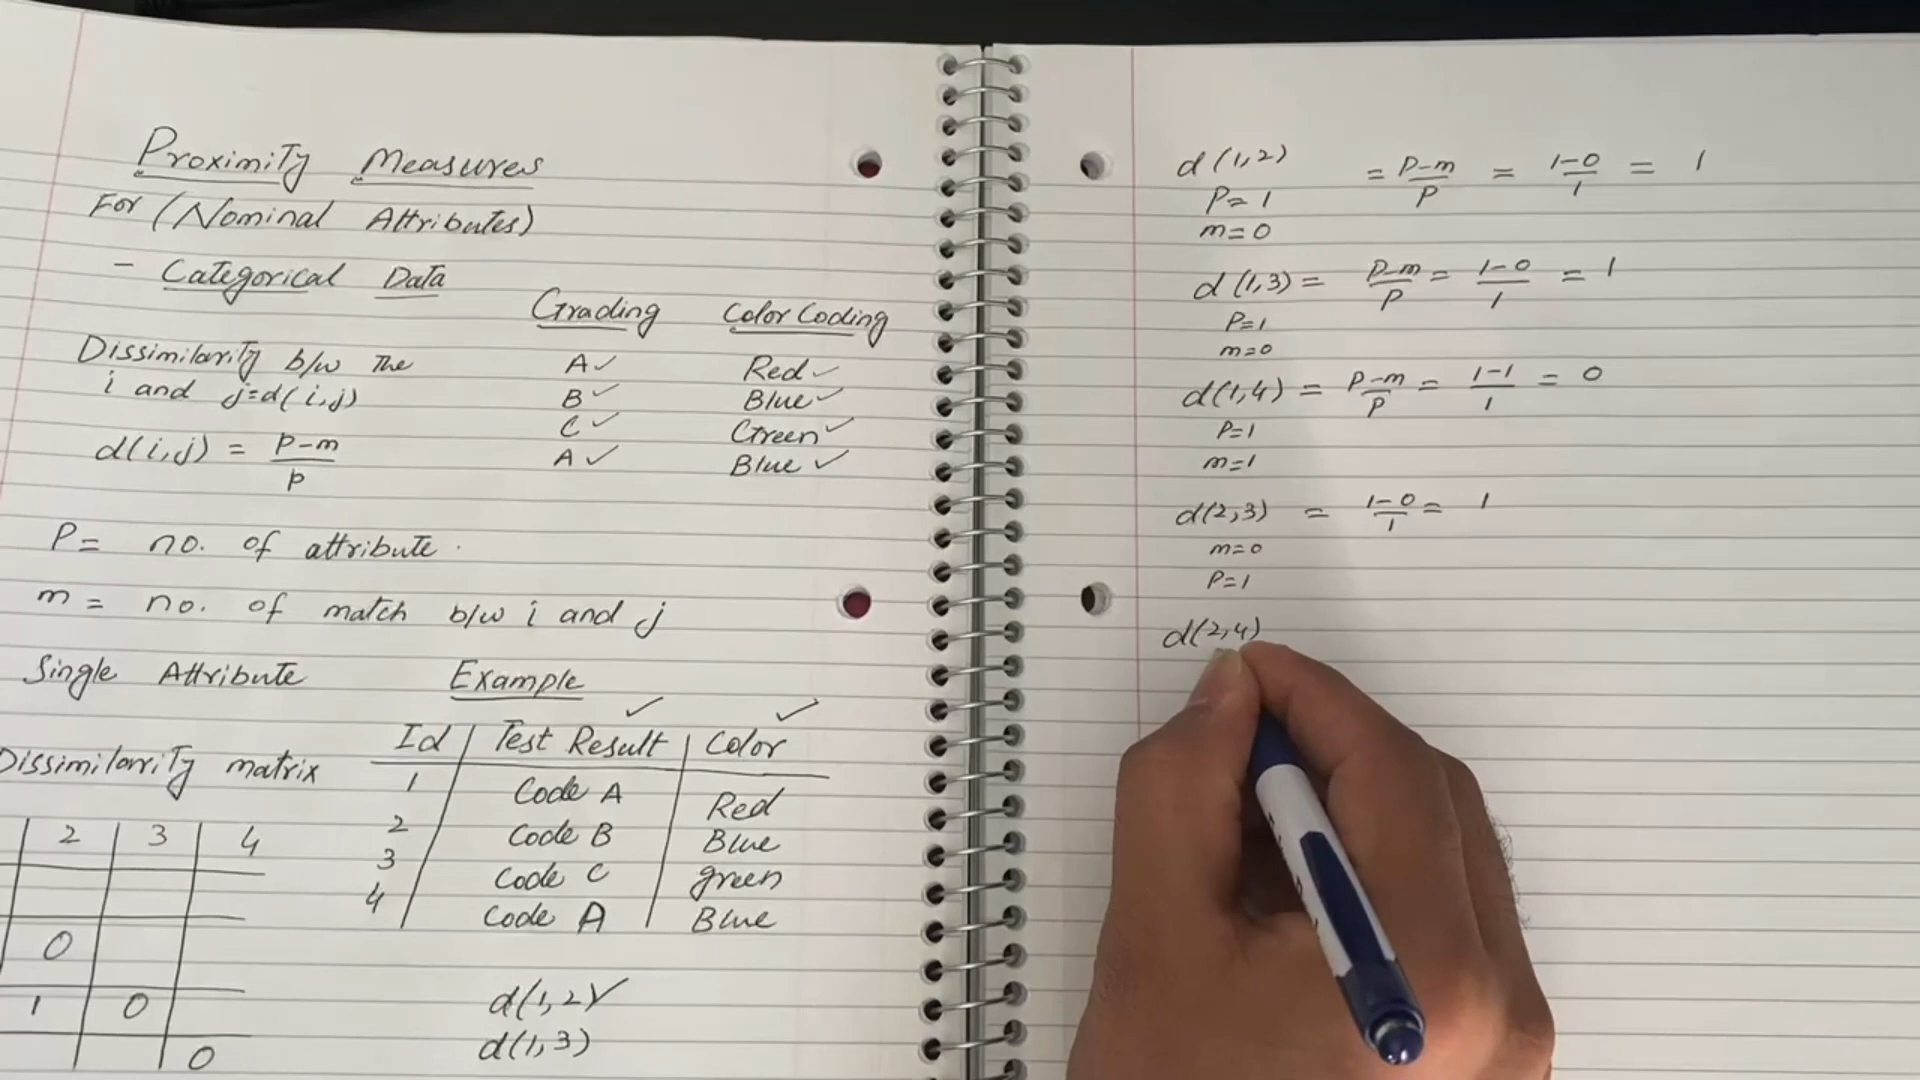 Proximity Measures
For (Nominal Attributes)
- Categorical Data
Grading Color Coding
Dissimilarity b/w the
i and j = d(i,j)
A ✓ Red ✓
B ✓ Blue ✓
C ✓ Green ✓
A ✓ Blue ✓
d(i,j) = p-m / p
P = no. of attribute.
m = no. of match b/w i and j
Single Attribute
Example
✓ ✓
Id Test Result Color
1 Code A Red
2 Code B Blue
3 Code C green
4 Code A Blue
Dissimilarity matrix
2 3 4
0
1 0
0
d(1,2) ✓
d(1,3)
d(1,2) = P-m / P = 1-0 / 1 = 1
P=1
m=0
d(1,3) = P-m / P = 1-0 / 1 = 1
P=1
m=0
d(1,4) = P-m / P = 1-1 / 1 = 0
P=1
m=1
d(2,3) = 1-0 / 1 = 1
m=0
P=1
d(2,4)